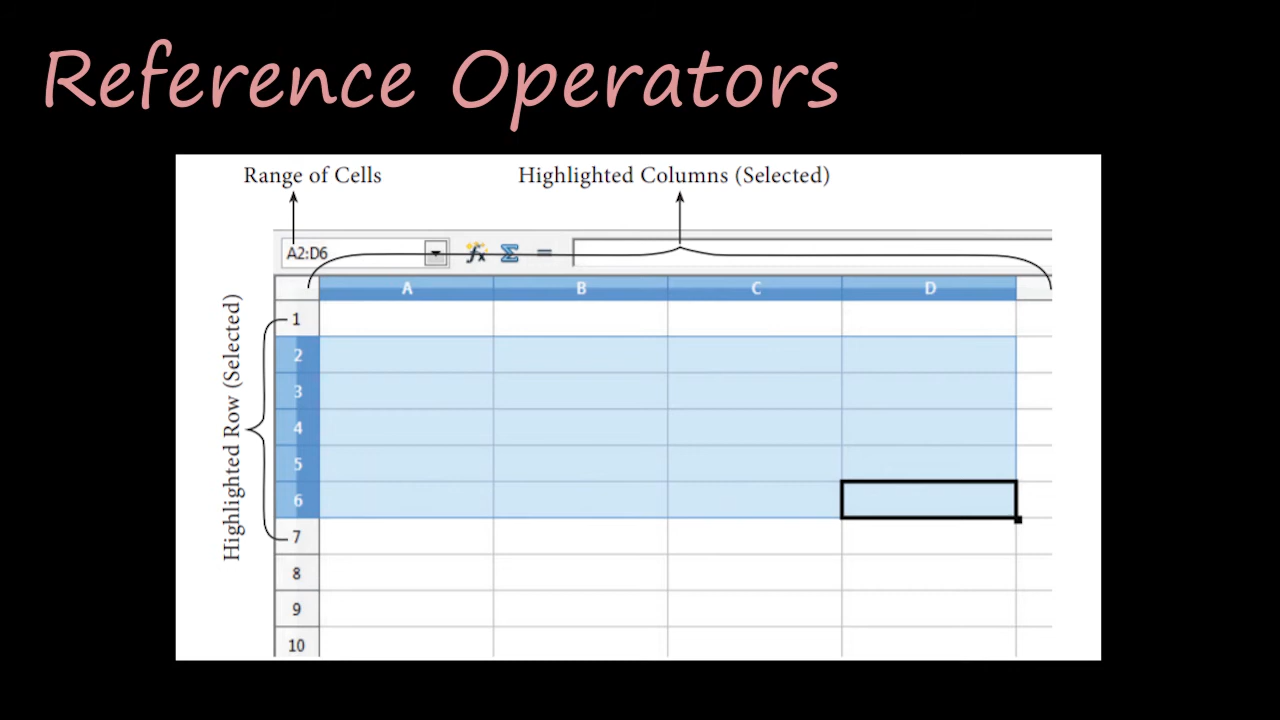 Reference Operators
Range of Cells
Highlighted Columns (Selected)
A2:D6
fx Σ =
A B C D
Highlighted Row (Selected)
1
2
3
4
5
6
7
8
9
10